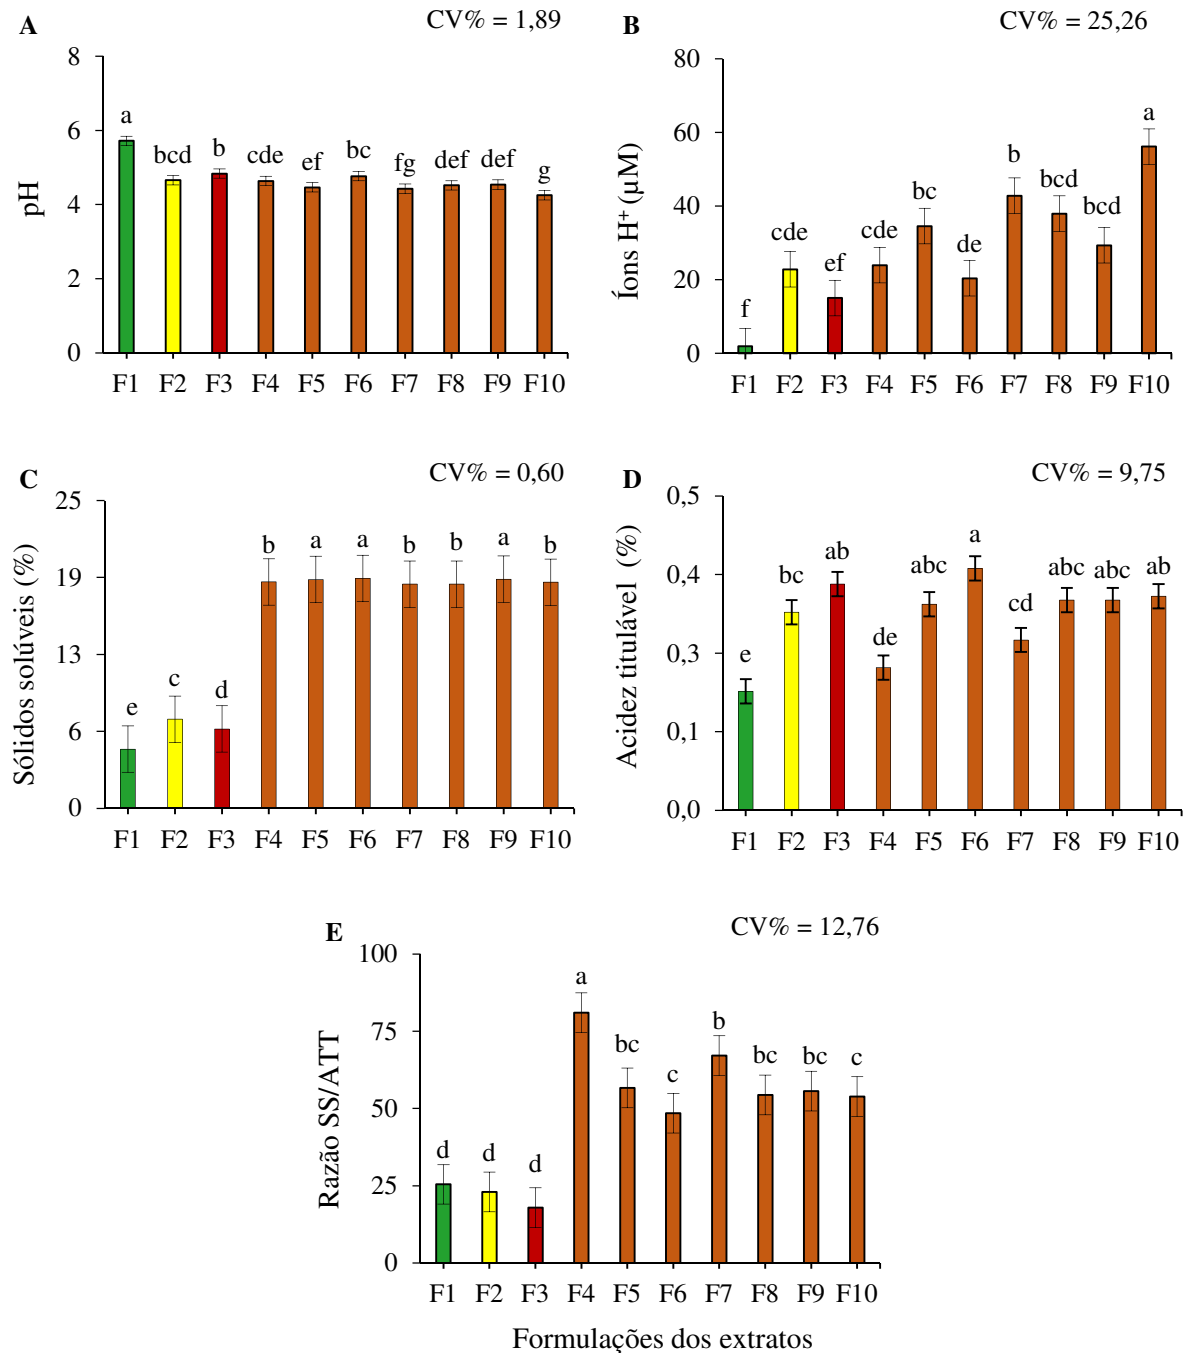 A
CV% = 1,89
8
6
4
2
0
pH
a
bcd
b
cde
ef
bc
fg
def
def
g
F1 F2 F3 F4 F5 F6 F7 F8 F9 F10
B
CV% = 25,26
80
60
40
20
0
Íons H⁺ (μM)
f
cde
ef
cde
bc
de
b
bcd
bcd
a
F1 F2 F3 F4 F5 F6 F7 F8 F9 F10
C
CV% = 0,60
25
19
13
6
0
Sólidos solúveis (%)
e
c
d
b
a
a
b
b
a
b
F1 F2 F3 F4 F5 F6 F7 F8 F9 F10
D
CV% = 9,75
0,5
0,4
0,3
0,1
0,0
Acidez titulável (%)
e
bc
ab
de
abc
a
cd
abc
abc
ab
F1 F2 F3 F4 F5 F6 F7 F8 F9 F10
E
CV% = 12,76
100
75
50
25
0
Razão SS/ATT
d
d
d
a
bc
c
b
bc
bc
c
F1 F2 F3 F4 F5 F6 F7 F8 F9 F10
Formulações dos extratos